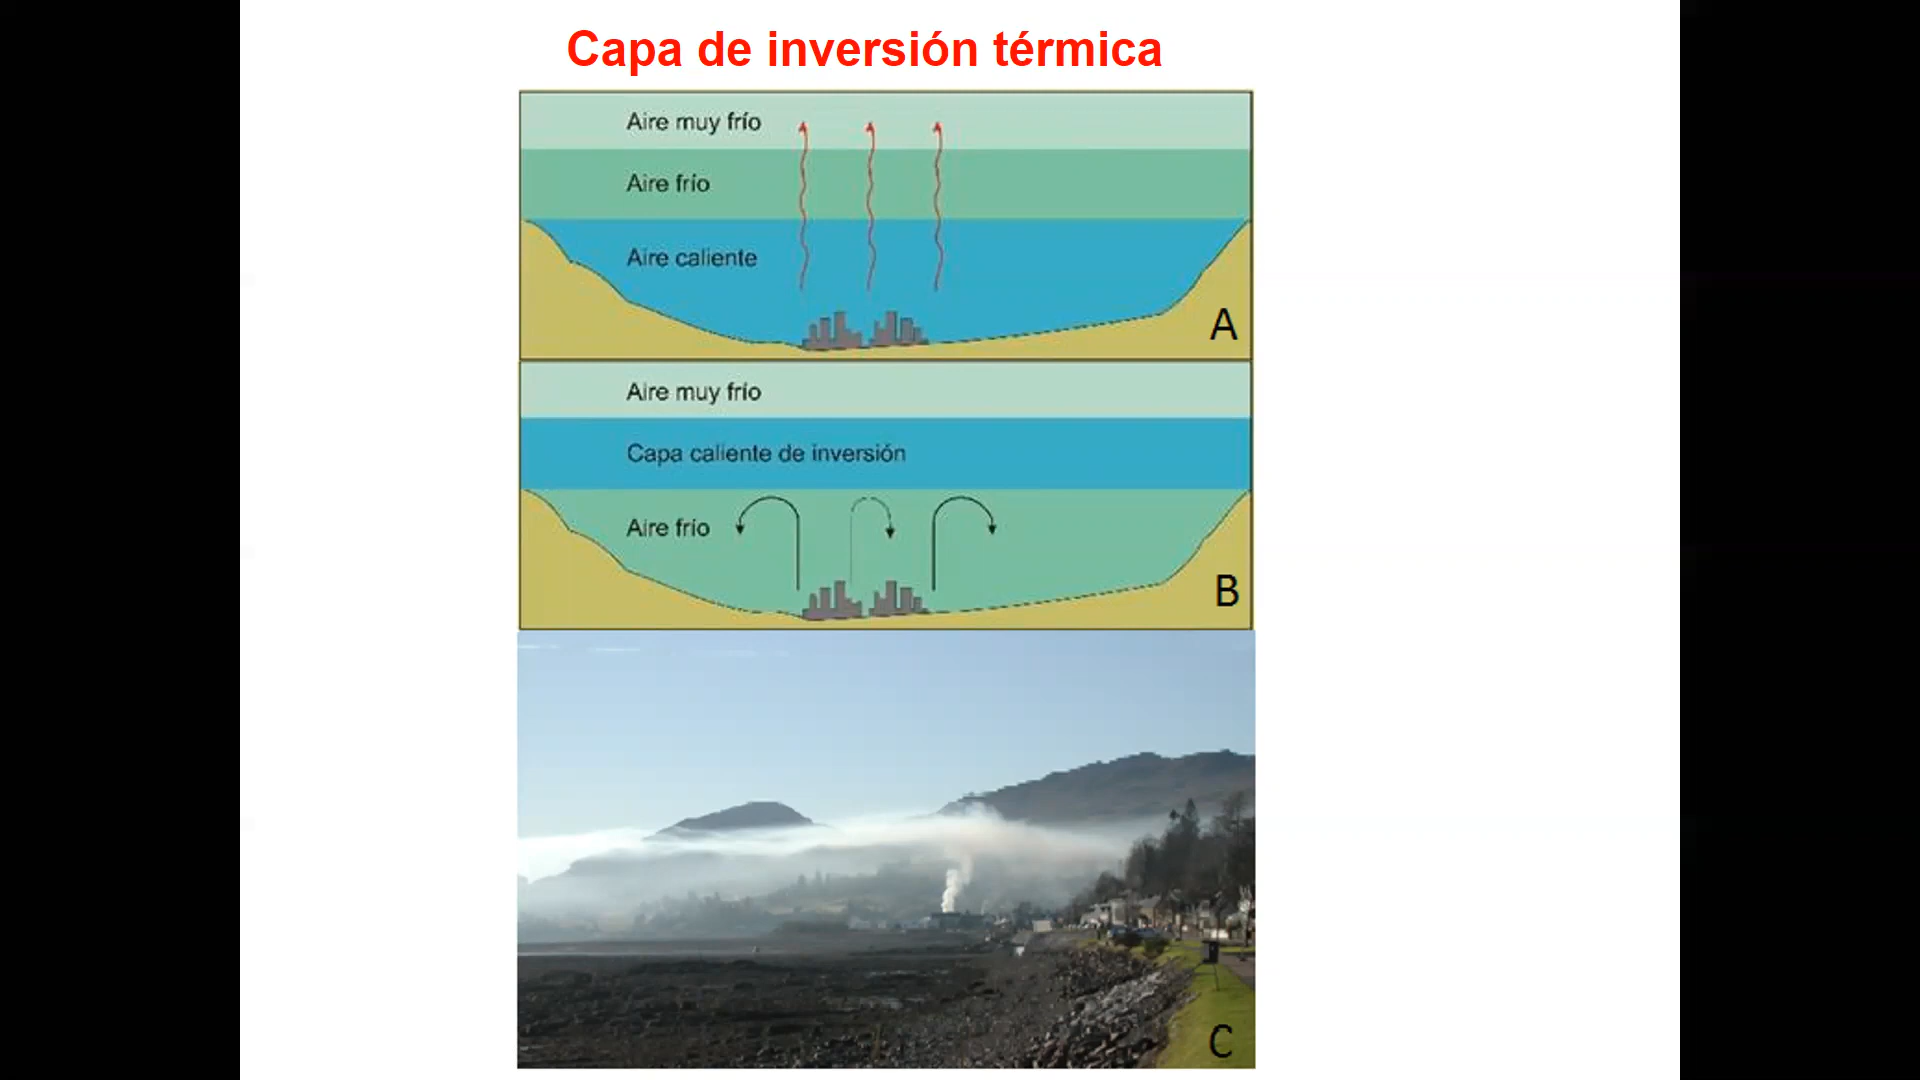 Capa de inversión térmica
Aire muy frío
Aire frío
Aire caliente
A
Aire muy frío
Capa caliente de inversión
Aire frío
B
C